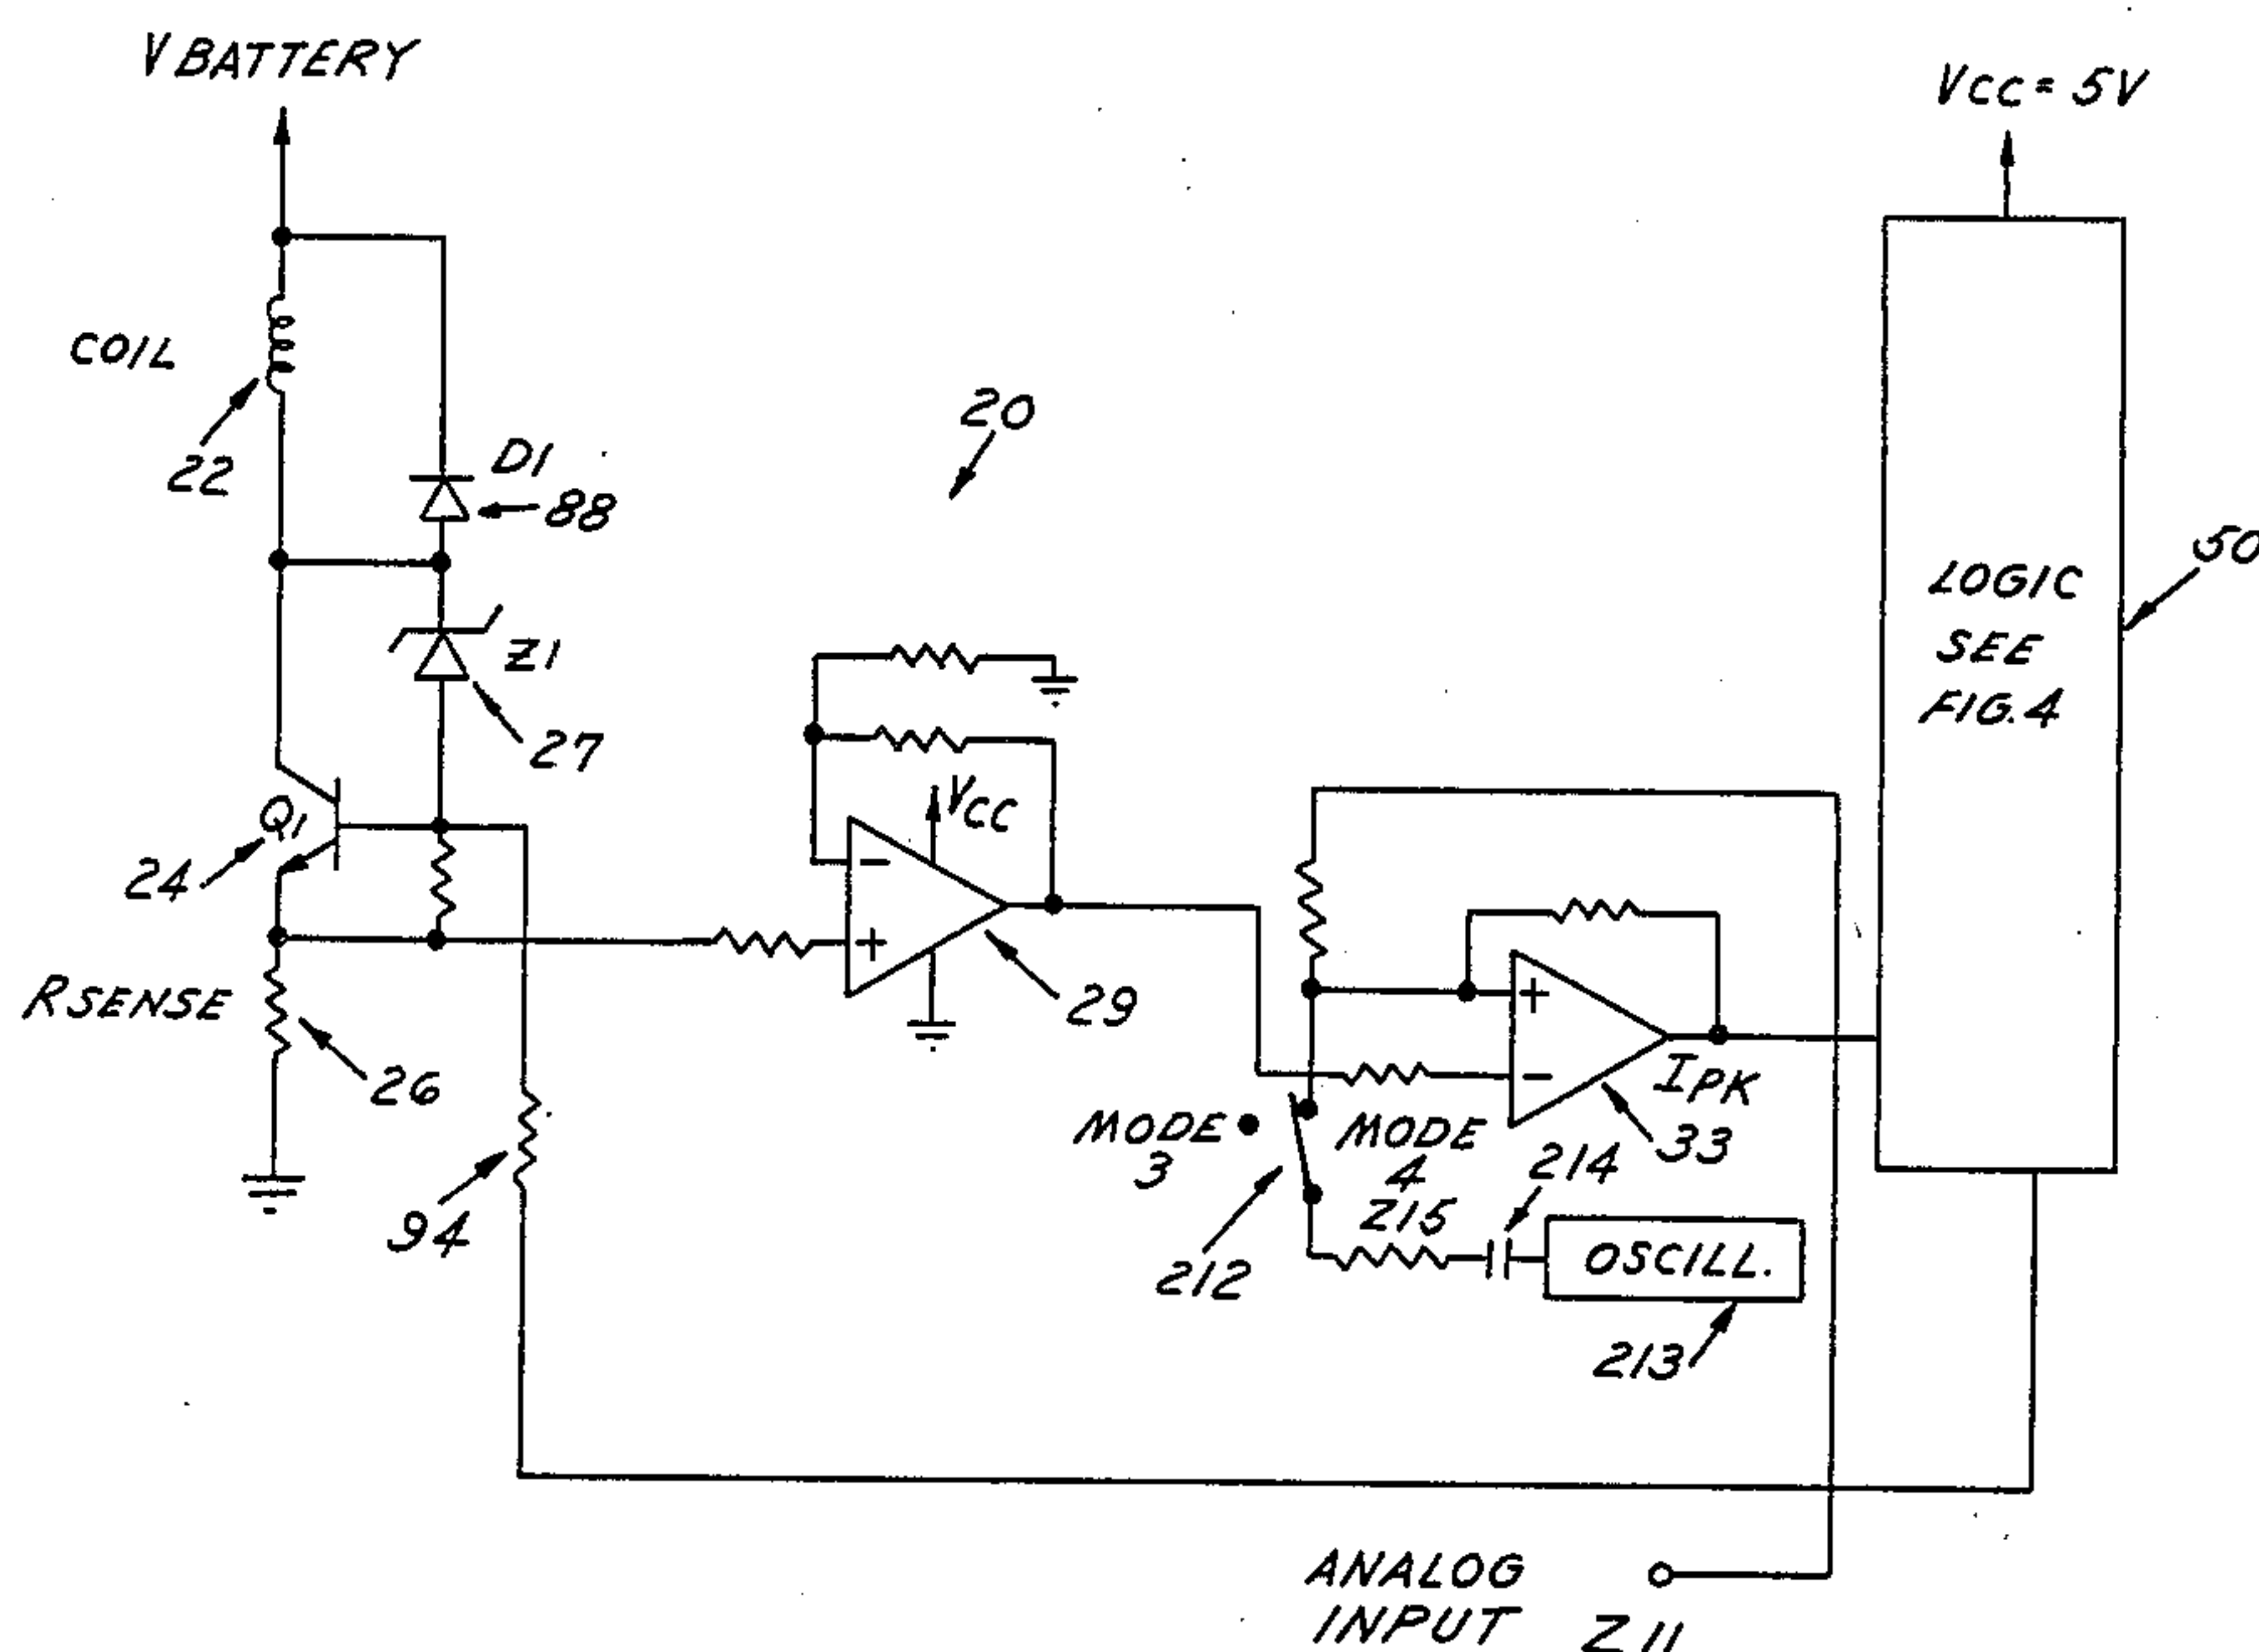 V BATTERY
VCC = 5V
COIL
22
D1
88
20
50
LOGIC
SEE
FIG. 4
Z1
27
VCC
Q1
24
−
+
29
RSENSE
26
94
+
−
IPK
33
MODE
3
MODE
4
212
215
214
OSCILL.
213
ANALOG
INPUT
211